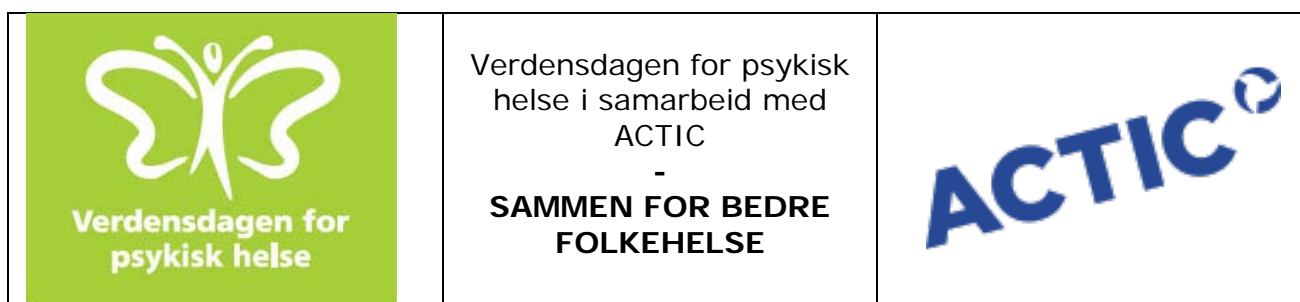 Verdensdagen for
psykisk helse
Verdensdagen for psykisk
helse i samarbeid med
ACTIC
-
SAMMEN FOR BEDRE
FOLKEHELSE
ACTIC